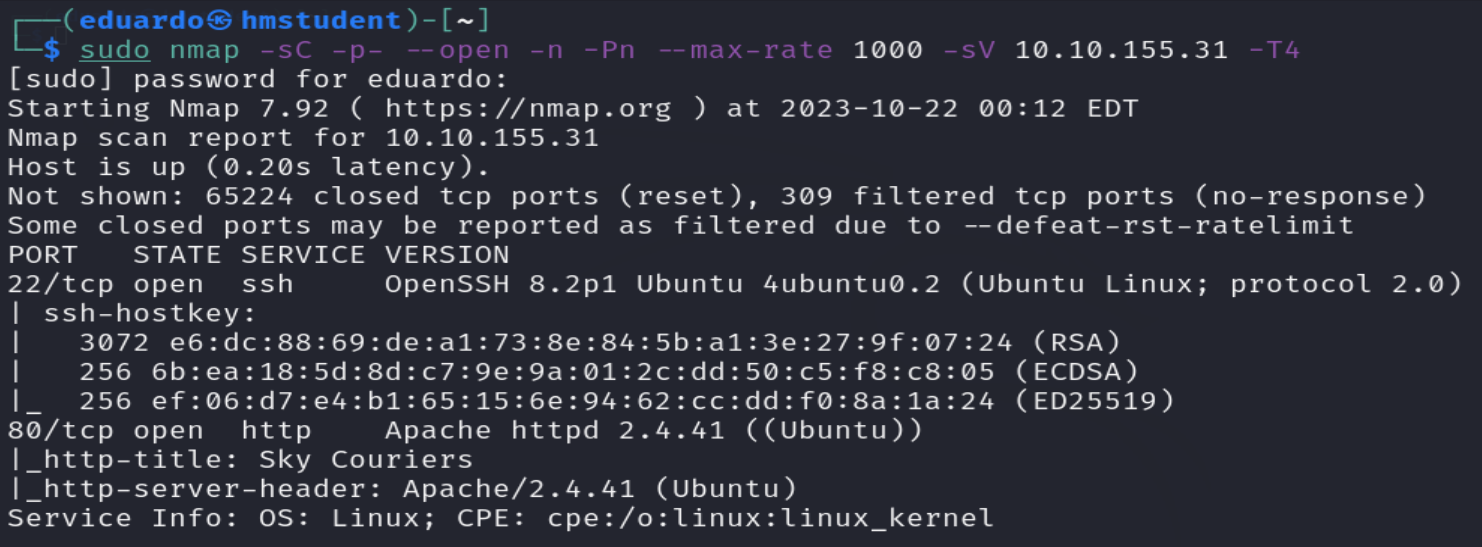 ┌──(eduardo㉿hmstudent)-[~]
└─$ sudo nmap -sC -p- --open -n -Pn --max-rate 1000 -sV 10.10.155.31 -T4
[sudo] password for eduardo:
Starting Nmap 7.92 ( https://nmap.org ) at 2023-10-22 00:12 EDT
Nmap scan report for 10.10.155.31
Host is up (0.20s latency).
Not shown: 65224 closed tcp ports (reset), 309 filtered tcp ports (no-response)
Some closed ports may be reported as filtered due to --defeat-rst-ratelimit
PORT   STATE SERVICE VERSION
22/tcp open  ssh     OpenSSH 8.2p1 Ubuntu 4ubuntu0.2 (Ubuntu Linux; protocol 2.0)
| ssh-hostkey:
|   3072 e6:dc:88:69:de:a1:73:8e:84:5b:a1:3e:27:9f:07:24 (RSA)
|   256 6b:ea:18:5d:8d:c7:9e:9a:01:2c:dd:50:c5:f8:c8:05 (ECDSA)
|_  256 ef:06:d7:e4:b1:65:15:6e:94:62:cc:dd:f0:8a:1a:24 (ED25519)
80/tcp open  http    Apache httpd 2.4.41 ((Ubuntu))
|_http-title: Sky Couriers
|_http-server-header: Apache/2.4.41 (Ubuntu)
Service Info: OS: Linux; CPE: cpe:/o:linux:linux_kernel